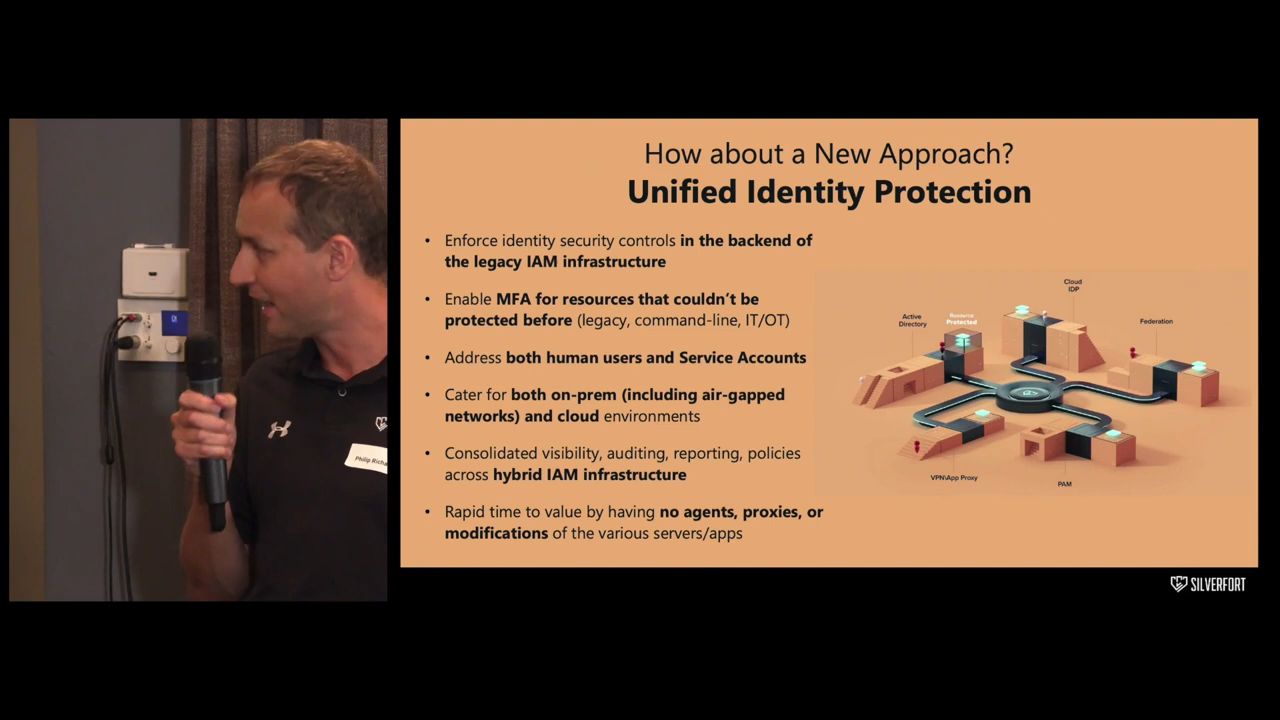 How about a New Approach?
Unified Identity Protection
• Enforce identity security controls in the backend of
the legacy IAM infrastructure
• Enable MFA for resources that couldn't be
protected before (legacy, command-line, IT/OT)
• Address both human users and Service Accounts
• Cater for both on-prem (including air-gapped
networks) and cloud environments
• Consolidated visibility, auditing, reporting, policies
across hybrid IAM infrastructure
• Rapid time to value by having no agents, proxies, or
modifications of the various servers/apps
Cloud
IDP
Active
Directory
Resource
Protected
Federation
VPN\App Proxy
PAM
Philip
SILVERFORT